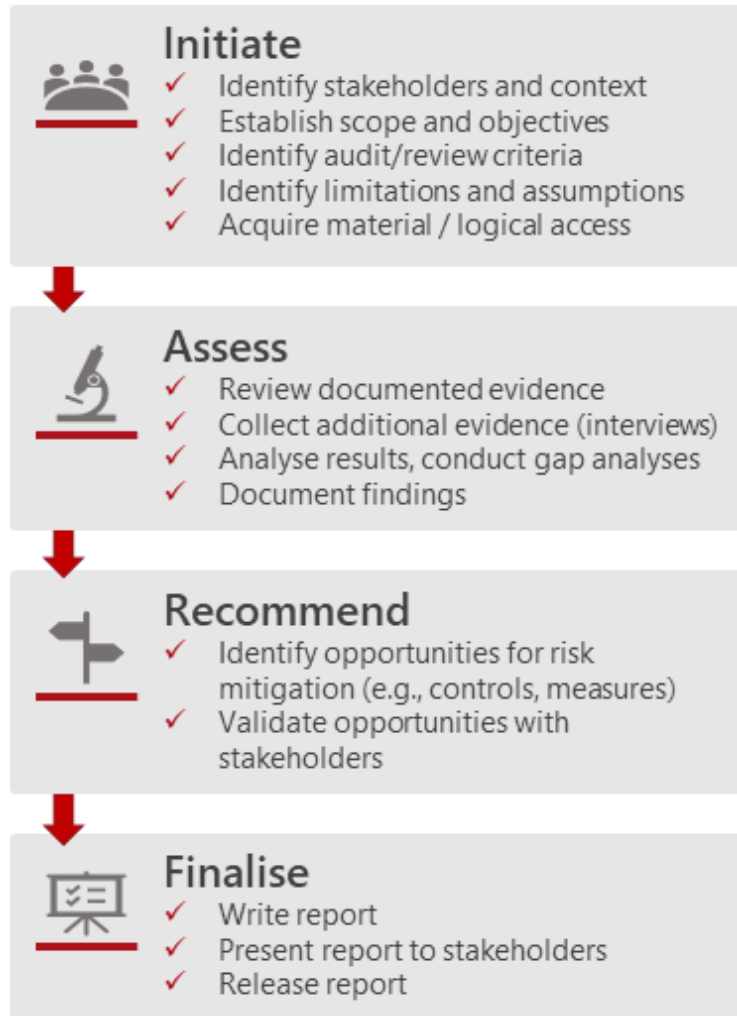 Initiate
✓ Identify stakeholders and context
✓ Establish scope and objectives
✓ Identify audit/review criteria
✓ Identify limitations and assumptions
✓ Acquire material / logical access
Assess
✓ Review documented evidence
✓ Collect additional evidence (interviews)
✓ Analyse results, conduct gap analyses
✓ Document findings
Recommend
✓ Identify opportunities for risk
mitigation (e.g., controls, measures)
✓ Validate opportunities with
stakeholders
Finalise
✓ Write report
✓ Present report to stakeholders
✓ Release report